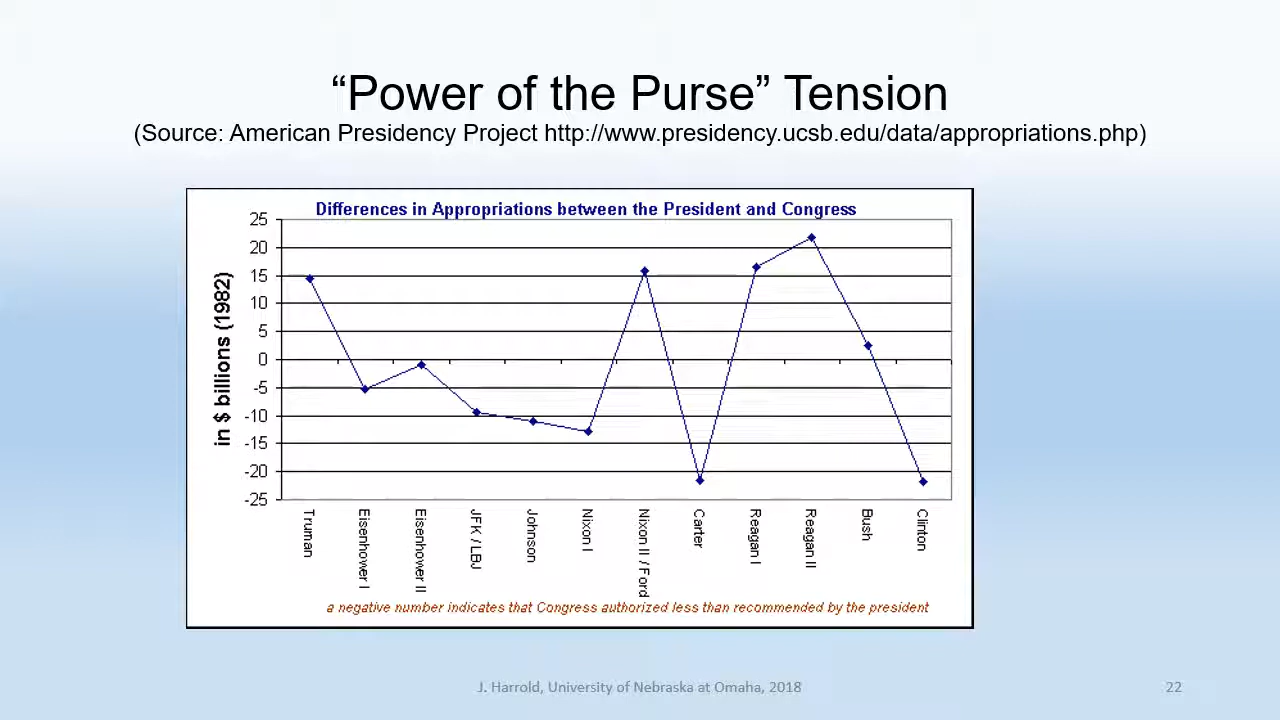 “Power of the Purse” Tension
(Source: American Presidency Project http://www.presidency.ucsb.edu/data/appropriations.php)
Differences in Appropriations between the President and Congress
in $ billions (1982)
25
20
15
10
5
0
-5
-10
-15
-20
-25
Truman
Eisenhower I
Eisenhower II
JFK / LBJ
Johnson
Nixon I
Nixon II / Ford
Carter
Reagan I
Reagan II
Bush
Clinton
a negative number indicates that Congress authorized less than recommended by the president
J. Harrold, University of Nebraska at Omaha, 2018
22